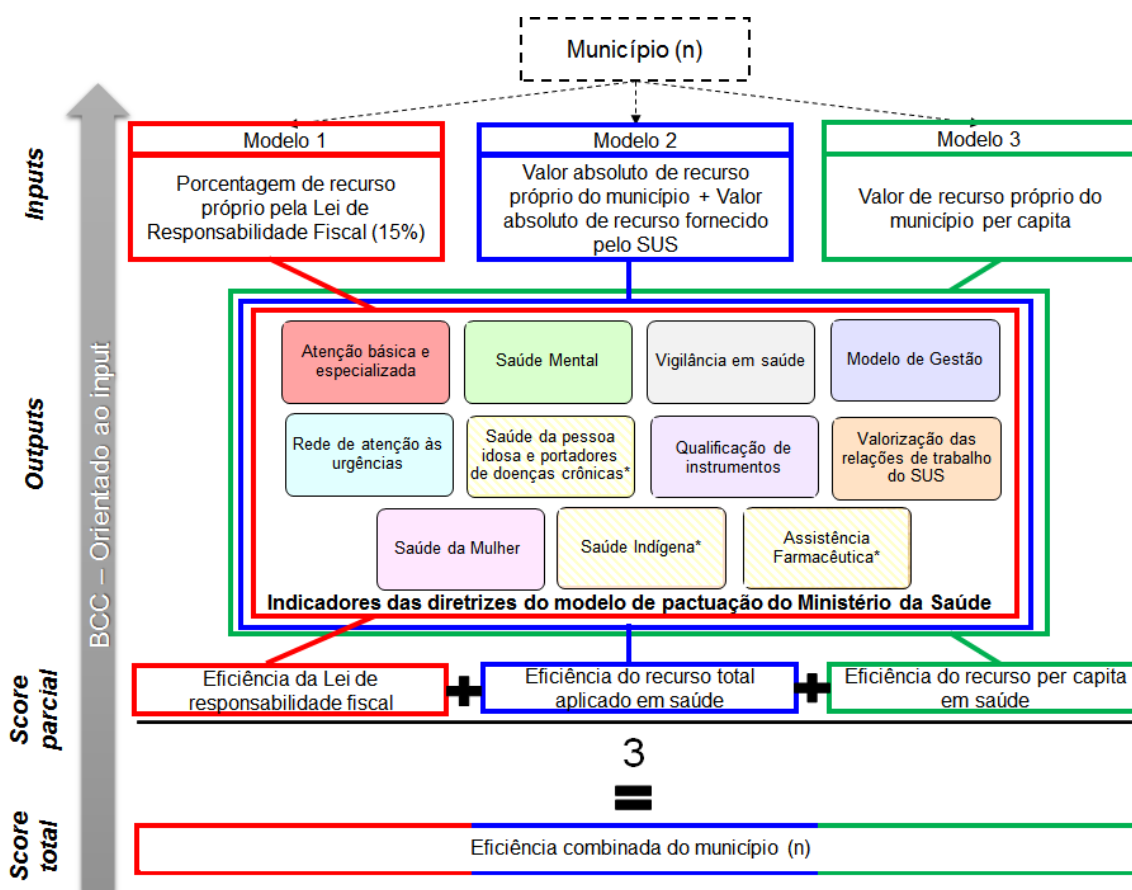 Município (n)
Inputs
Modelo 1
Porcentagem de recurso
próprio pela Lei de
Responsabilidade Fiscal (15%)
Modelo 2
Valor absoluto de recurso
próprio do município + Valor
absoluto de recurso fornecido
pelo SUS
Modelo 3
Valor de recurso próprio do
município per capita
BCC – Orientado ao input
Outputs
Atenção básica e
especializada
Saúde Mental
Vigilância em saúde
Modelo de Gestão
Rede de atenção às
urgências
Saúde da pessoa
idosa e portadores
de doenças crônicas*
Qualificação de
instrumentos
Valorização das
relações de trabalho
do SUS
Saúde da Mulher
Saúde Indígena*
Assistência
Farmacêutica*
Indicadores das diretrizes do modelo de pactuação do Ministério da Saúde
Score
parcial
Eficiência da Lei de
responsabilidade fiscal
+
Eficiência do recurso total
aplicado em saúde
+
Eficiência do recurso per capita
em saúde
3
=
Score
total
Eficiência combinada do município (n)